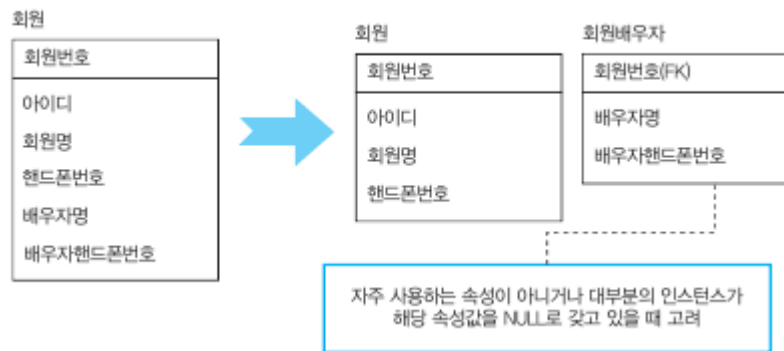 회원
회원번호
아이디
회원명
핸드폰번호
배우자명
배우자핸드폰번호
회원
회원번호
아이디
회원명
핸드폰번호
회원배우자
회원번호(FK)
배우자명
배우자핸드폰번호
자주 사용하는 속성이 아니거나 대부분의 인스턴스가
해당 속성값을 NULL로 갖고 있을 때 고려